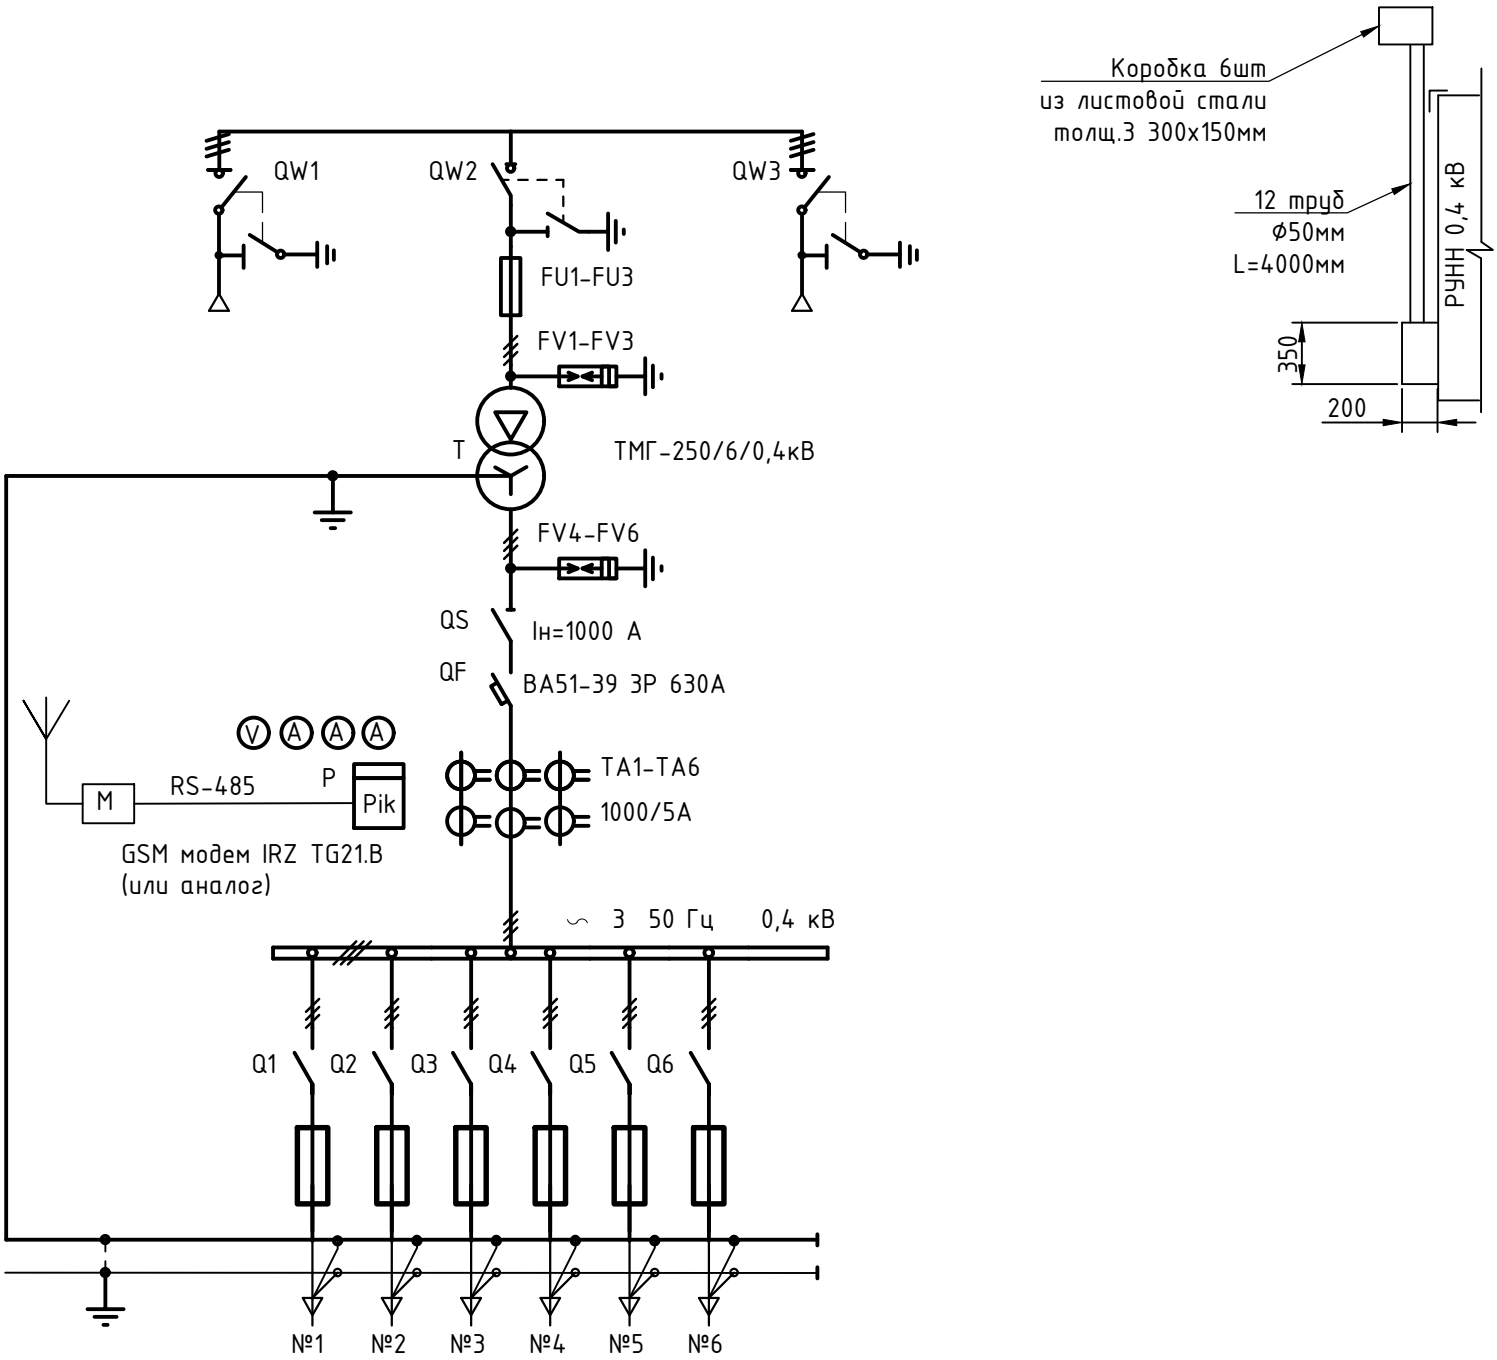 QW1
QW2
QW3
FU1-FU3
FV1-FV3
T
ТМГ-250/6/0,4кВ
FV4-FV6
QS
Iн=1000 А
QF
ВА51-39 3Р 630А
V
A
A
A
TA1-TA6
1000/5А
P
Pik
RS-485
M
GSM модем IRZ TG21.B
(или аналог)
~ 3 50 Гц 0,4 кВ
Q1
Q2
Q3
Q4
Q5
Q6
№1
№2
№3
№4
№5
№6
Коробка 6шт
из листовой стали
толщ.3 300х150мм
12 труб
Ф50мм
L=4000мм
РУНН 0,4 кВ
350
200